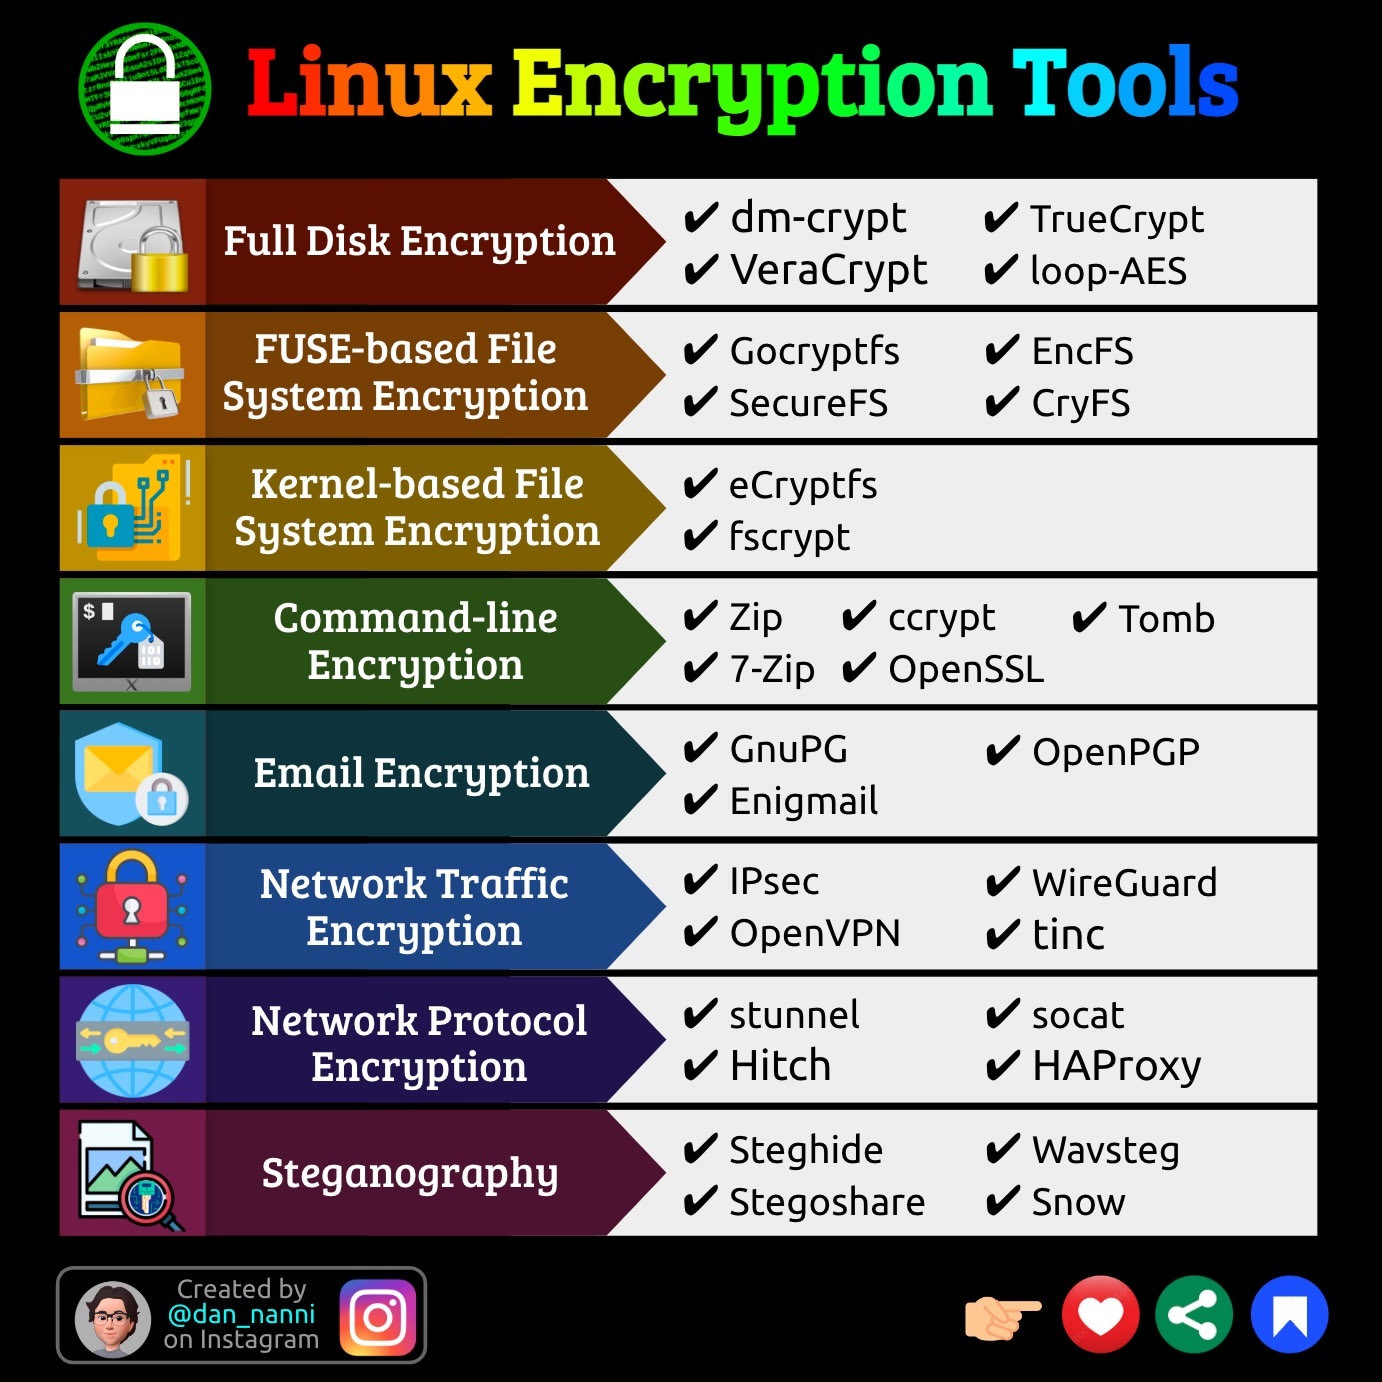 Linux Encryption Tools
Full Disk Encryption
✔ dm-crypt ✔ TrueCrypt
✔ VeraCrypt ✔ loop-AES
FUSE-based File
System Encryption
✔ Gocryptfs ✔ EncFS
✔ SecureFS ✔ CryFS
Kernel-based File
System Encryption
✔ eCryptfs
✔ fscrypt
$
X
Command-line
Encryption
✔ Zip ✔ ccrypt ✔ Tomb
✔ 7-Zip ✔ OpenSSL
101
110
Email Encryption
✔ GnuPG ✔ OpenPGP
✔ Enigmail
Network Traffic
Encryption
✔ IPsec ✔ WireGuard
✔ OpenVPN ✔ tinc
Network Protocol
Encryption
✔ stunnel ✔ socat
✔ Hitch ✔ HAProxy
Steganography
✔ Steghide ✔ Wavsteg
✔ Stegoshare ✔ Snow
Created by
@dan_nanni
on Instagram